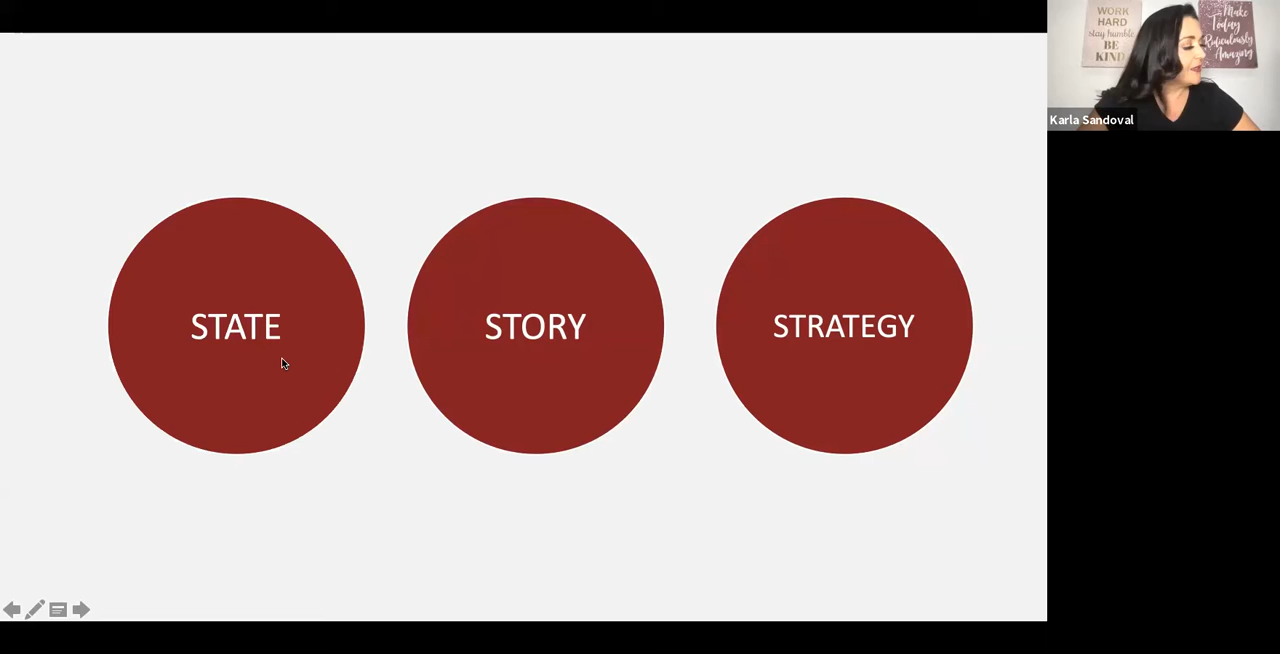 STATE
STORY
STRATEGY
WORK
HARD
stay humble
BE
KIND
Make
Today
Ridiculously
Amazing
Karla Sandoval